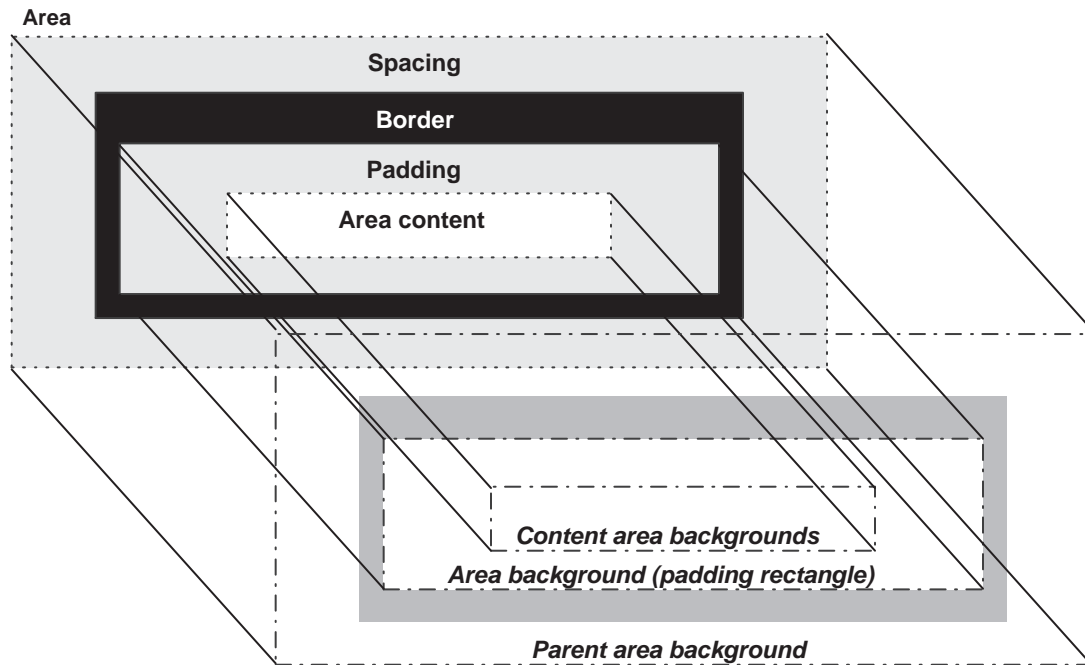 Area
Spacing
Border
Padding
Area content
Content area backgrounds
Area background (padding rectangle)
Parent area background